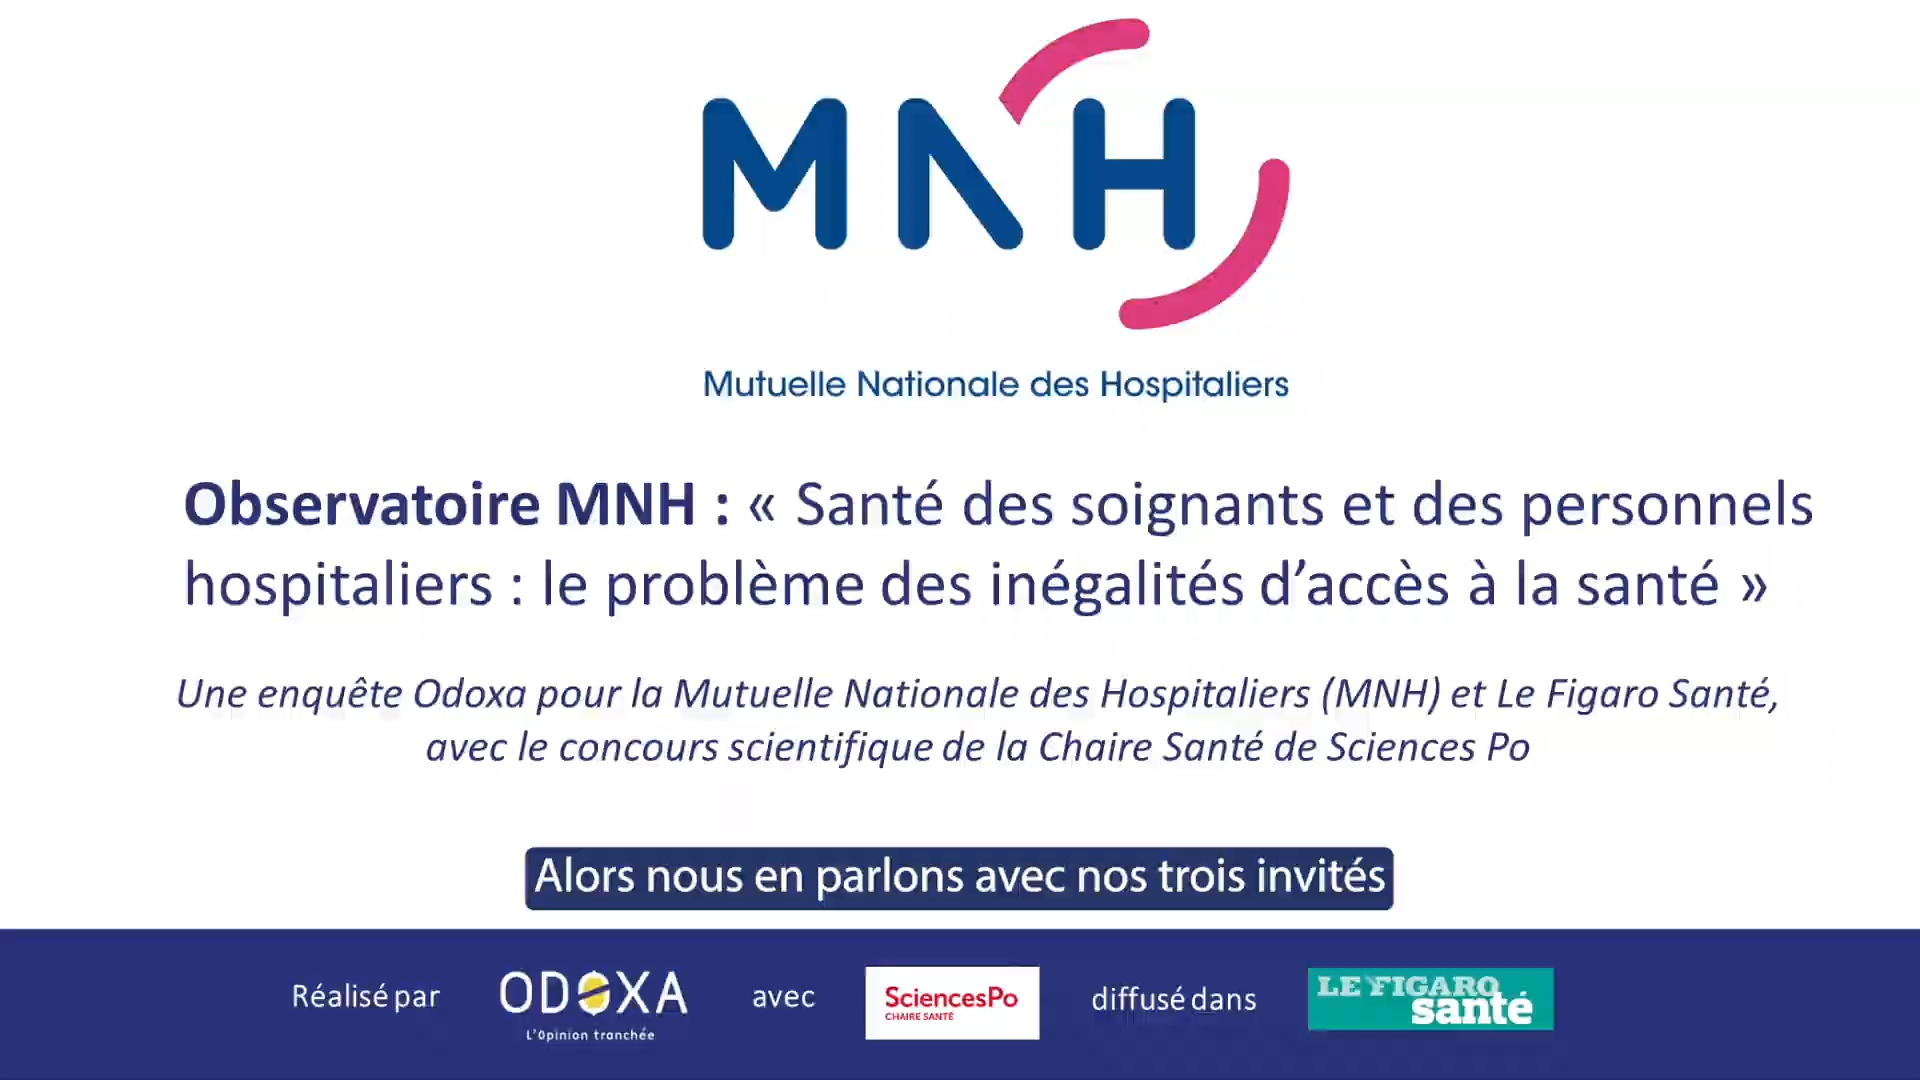 MNH
Mutuelle Nationale des Hospitaliers
Observatoire MNH : « Santé des soignants et des personnels
hospitaliers : le problème des inégalités d’accès à la santé »
Une enquête Odoxa pour la Mutuelle Nationale des Hospitaliers (MNH) et Le Figaro Santé,
avec le concours scientifique de la Chaire Santé de Sciences Po
Alors nous en parlons avec nos trois invités
Réalisé par
ODOXA
L’Opinion tranchée
avec
SciencesPo
CHAIRE SANTÉ
diffusé dans
LE FIGARO
santé